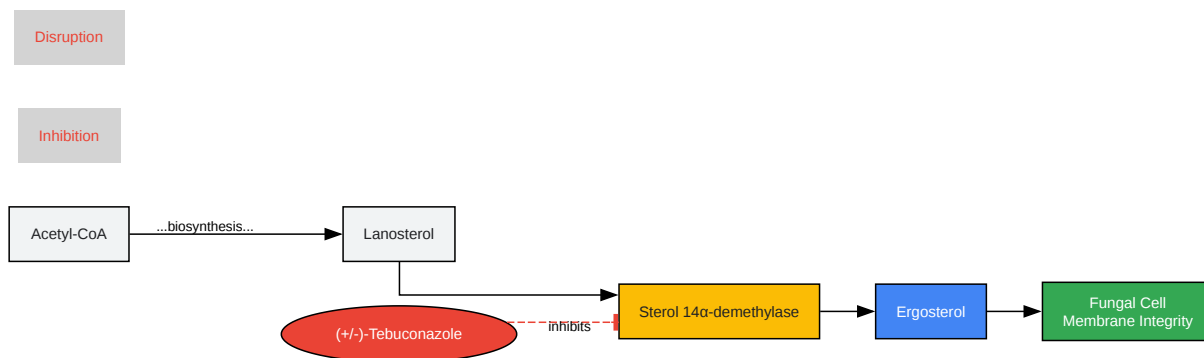 Disruption
Inhibition
Acetyl-CoA
...biosynthesis...
Lanosterol
(+/-)-Tebuconazole
inhibits
Sterol 14α-demethylase
Ergosterol
Fungal Cell
Membrane Integrity